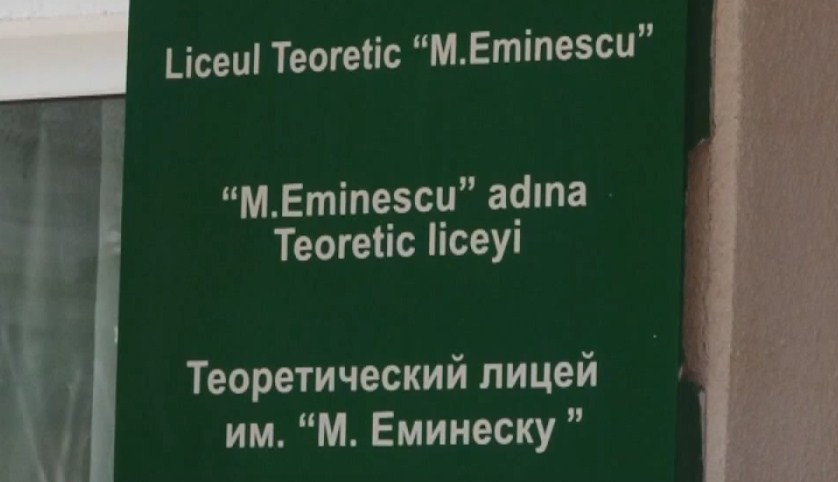 Liceul Teoretic “M.Eminescu”
“M.Eminescu” adına
Teoretic liceyi
Теоретический лицей
им. “М. Еминеску ”